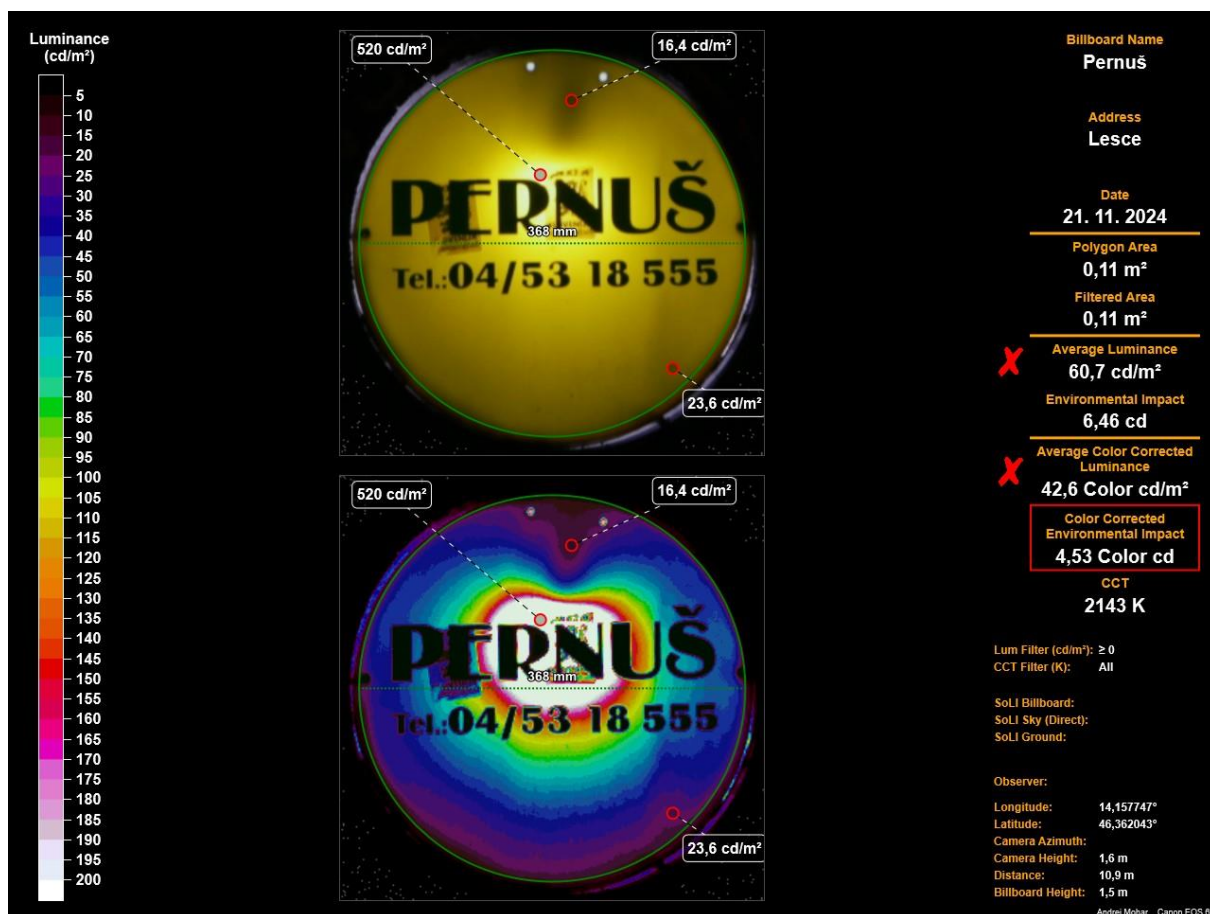 Luminance
(cd/m²)
5
10
15
20
25
30
35
40
45
50
55
60
65
70
75
80
85
90
95
100
105
110
115
120
125
130
135
140
145
150
155
160
165
170
175
180
185
190
195
200
520 cd/m²
16,4 cd/m²
PERNUŠ
368 mm
Tel.:04/53 18 555
23,6 cd/m²
520 cd/m²
16,4 cd/m²
PERNUŠ
368 mm
Tel.:04/53 18 555
23,6 cd/m²
Billboard Name
Pernuš
Address
Lesce
Date
21. 11. 2024
Polygon Area
0,11 m²
Filtered Area
0,11 m²
Average Luminance
60,7 cd/m²
Environmental Impact
6,46 cd
Average Color Corrected
Luminance
42,6 Color cd/m²
Color Corrected
Environmental Impact
4,53 Color cd
CCT
2143 K
Lum Filter (cd/m²): ≥ 0
CCT Filter (K): All
SoLI Billboard:
SoLI Sky (Direct):
SoLI Ground:
Observer:
Longitude: 14,157747°
Latitude: 46,362043°
Camera Azimuth:
Camera Height: 1,6 m
Distance: 10,9 m
Billboard Height: 1,5 m
Andrej Mohar Canon EOS 6